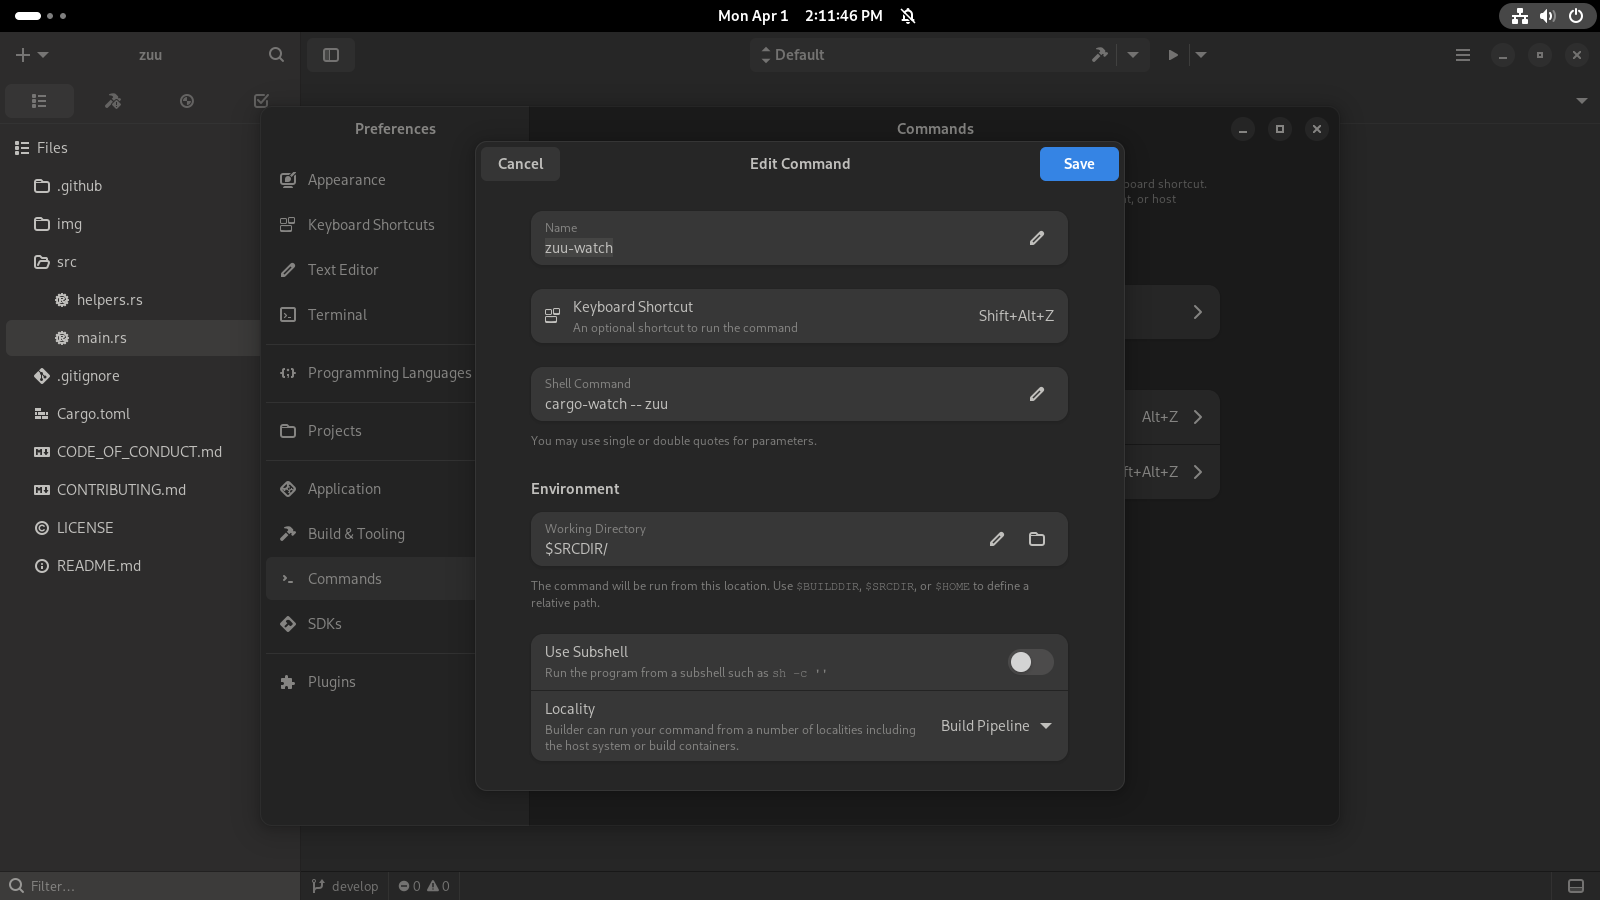 Mon Apr 1 2:11:46 PM
zuu
Default
Files
.github
img
src
helpers.rs
main.rs
.gitignore
Cargo.toml
CODE_OF_CONDUCT.md
CONTRIBUTING.md
LICENSE
README.md
Filter...
Preferences
Appearance
Keyboard Shortcuts
Text Editor
Terminal
Programming Languages
Projects
Application
Build & Tooling
Commands
SDKs
Plugins
Commands
shortcut.
or host
Alt+Z
Alt+Z
Cancel
Edit Command
Save
Name
zuu-watch
Keyboard Shortcut
An optional shortcut to run the command
Shift+Alt+Z
Shell Command
cargo-watch -- zuu
You may use single or double quotes for parameters.
Environment
Working Directory
$SRCDIR/
The command will be run from this location. Use $BUILDDIR, $SRCDIR, or $HOME to define a
relative path.
Use Subshell
Run the program from a subshell such as sh -c ''
Locality
Builder can run your command from a number of localities including
the host system or build containers.
Build Pipeline
develop
0
0